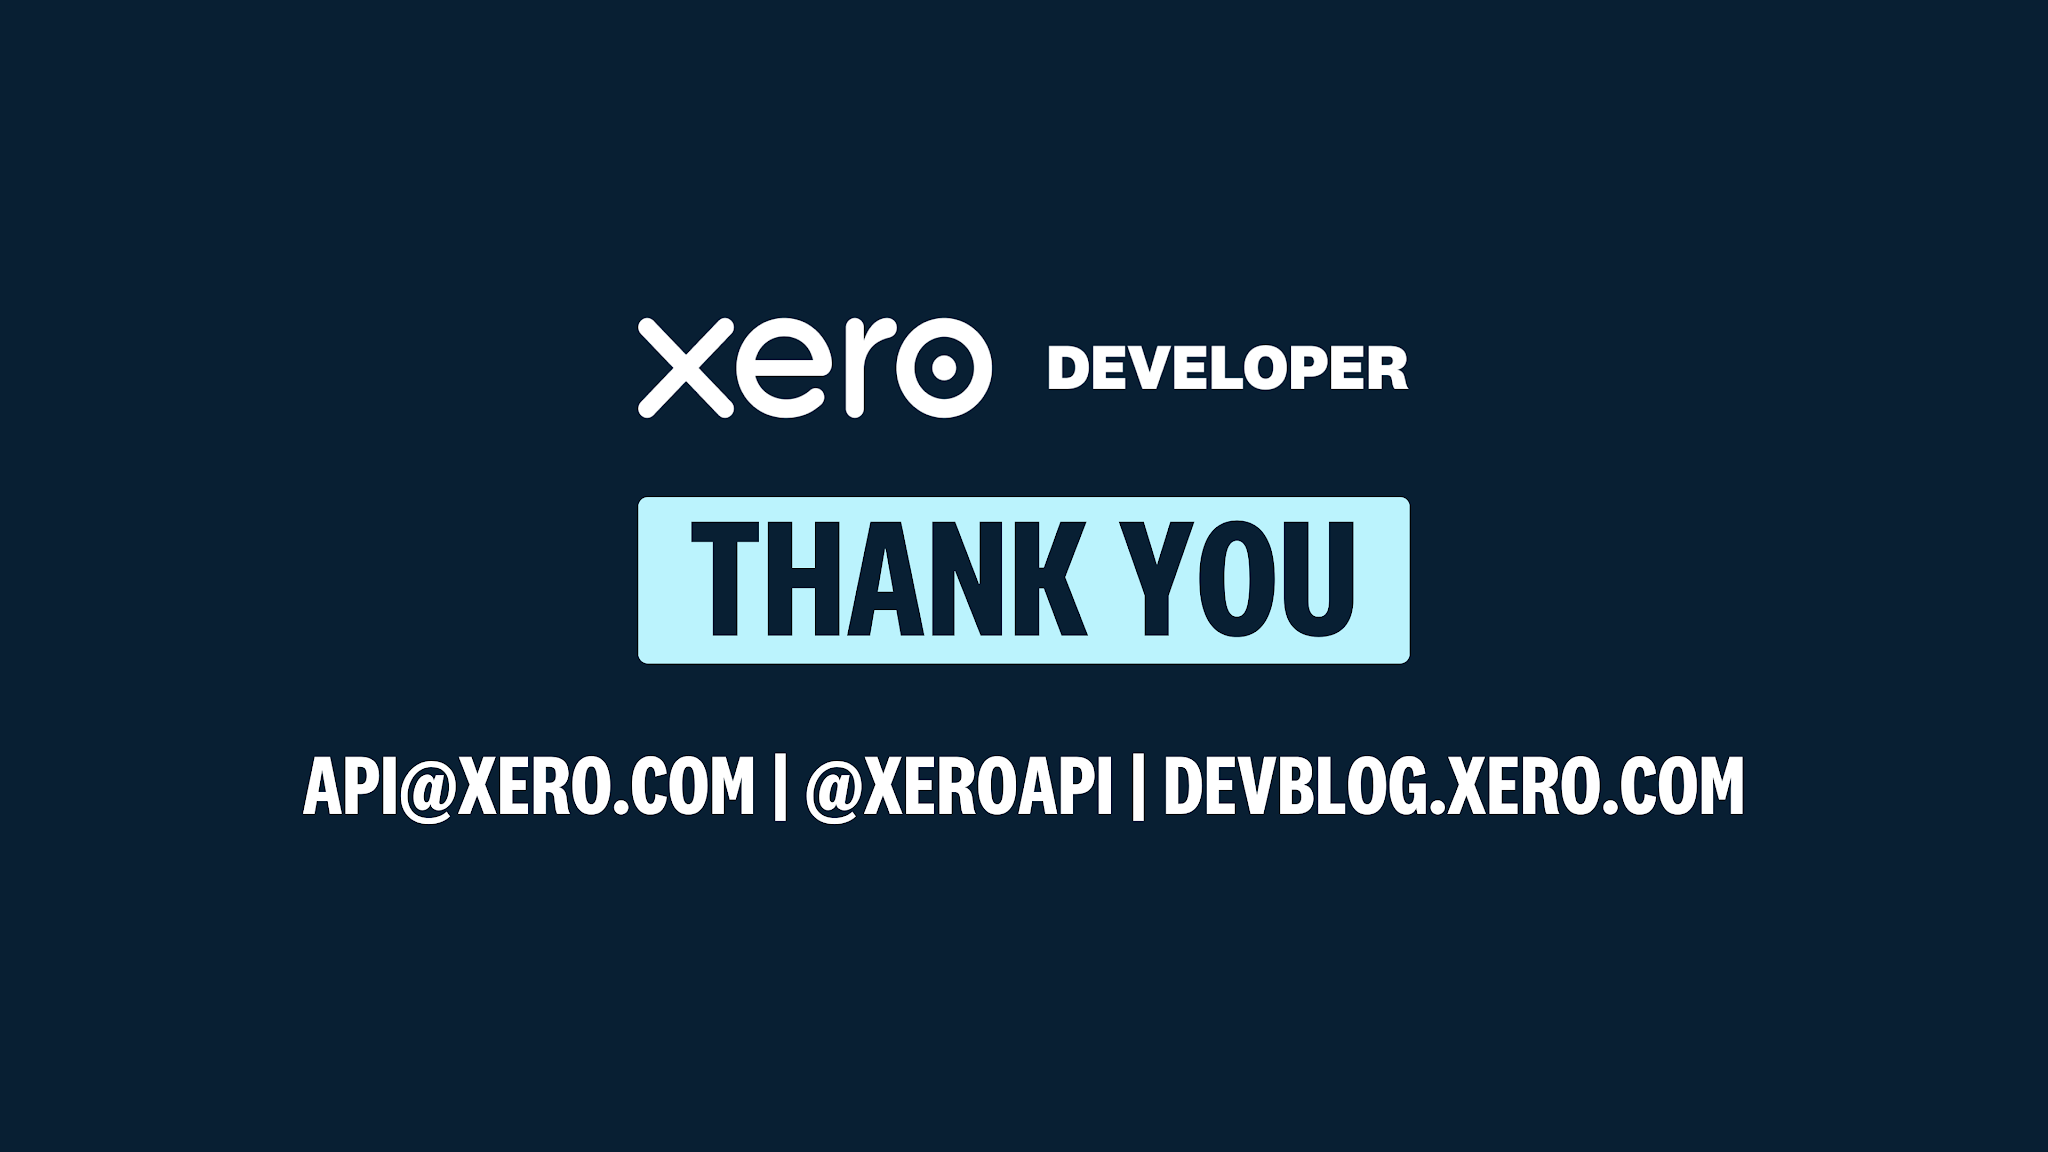 xero DEVELOPER
THANK YOU
API@XERO.COM | @XEROAPI | DEVBLOG.XERO.COM